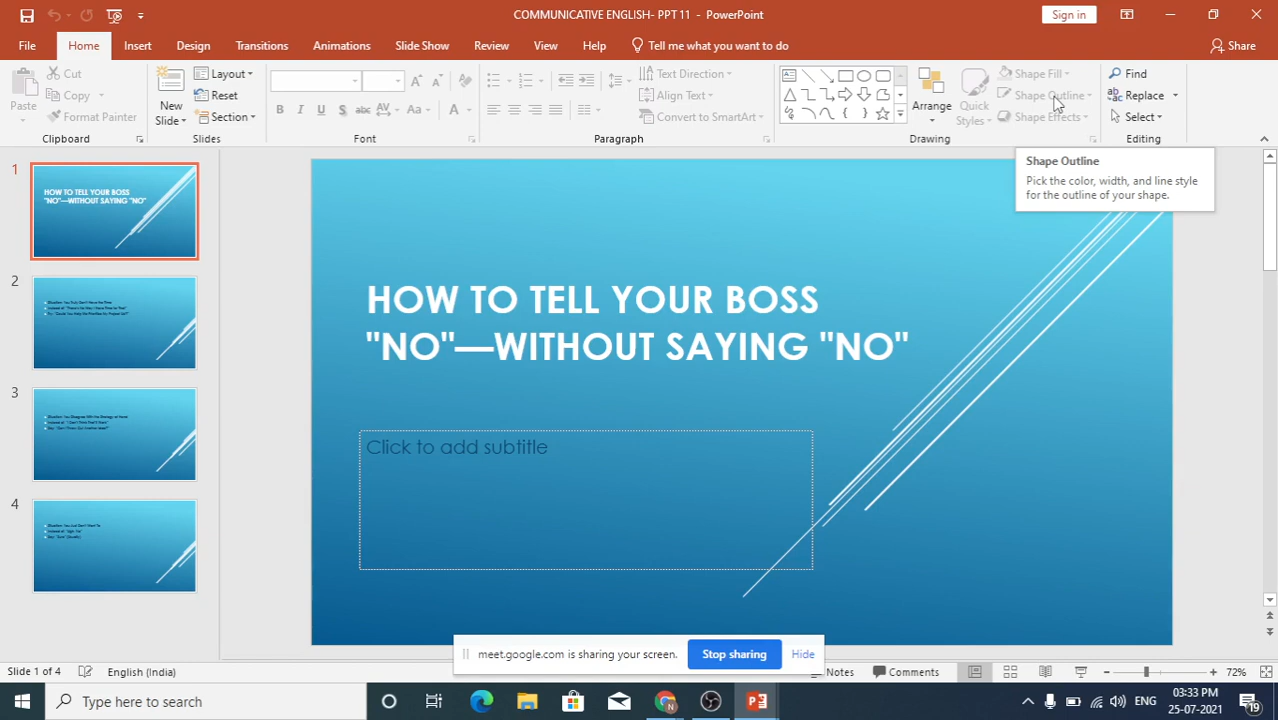 COMMUNICATIVE ENGLISH- PPT 11 - PowerPoint
Sign in
File Home Insert Design Transitions Animations Slide Show Review View Help Tell me what you want to do Share
Paste
Cut
Copy
Format Painter
Clipboard
New Slide
Layout
Reset
Section
Slides
B I U S abc AV Aa A
Font
Text Direction
Align Text
Convert to SmartArt
Paragraph
Arrange
Quick Styles
Shape Fill
Shape Outline
Shape Effects
Drawing
Find
Replace
Select
Editing
Shape Outline
Pick the color, width, and line style
for the outline of your shape.
1
HOW TO TELL YOUR BOSS
"NO"—WITHOUT SAYING "NO"
2
3
4
HOW TO TELL YOUR BOSS
"NO"—WITHOUT SAYING "NO"
Click to add subtitle
meet.google.com is sharing your screen.
Stop sharing
Hide
Slide 1 of 4
English (India)
Notes
Comments
72%
Type here to search
ENG
03:33 PM
25-07-2021
19